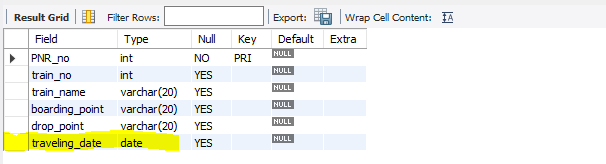 Result Grid Filter Rows: Export: Wrap Cell Content: IA
Field Type Null Key Default Extra
PNR_no int NO PRI NULL
train_no int YES NULL
train_name varchar(20) YES NULL
boarding_point varchar(20) YES NULL
drop_point varchar(20) YES NULL
traveling_date date YES NULL